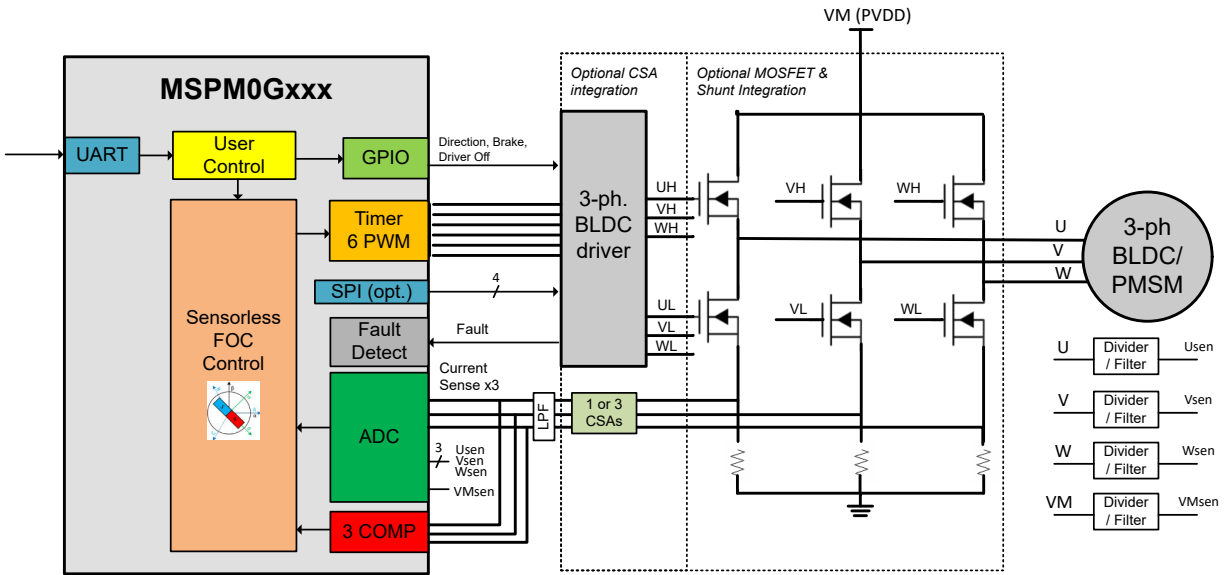 VM (PVDD)
MSPM0Gxxx
Optional CSA
integration
Optional MOSFET &
Shunt Integration
UART
User
Control
GPIO
Direction, Brake,
Driver Off
Timer
6 PWM
SPI (opt.)
4
Fault
Detect
Fault
Sensorless
FOC
Control
ADC
Current
Sense x3
3
Usen
Vsen
Wsen
VMsen
3 COMP
LPF
1 or 3
CSAs
3-ph.
BLDC
driver
UH
VH
WH
UL
VL
WL
VH
WH
VL
WL
U
V
W
3-ph
BLDC/
PMSM
U
Divider
/ Filter
Usen
V
Divider
/ Filter
Vsen
W
Divider
/ Filter
Wsen
VM
Divider
/ Filter
VMsen